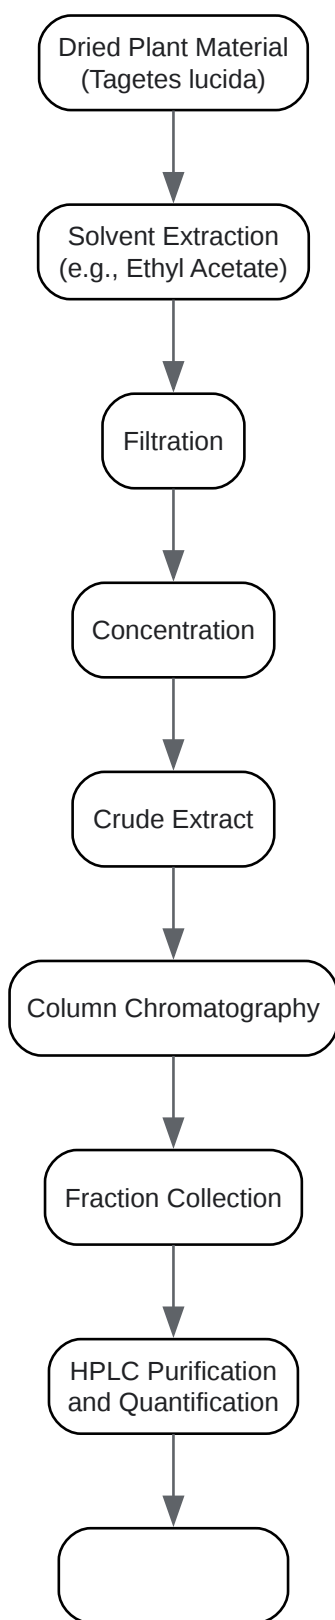 Dried Plant Material
(Tagetes lucida)
Solvent Extraction
(e.g., Ethyl Acetate)
Filtration
Concentration
Crude Extract
Column Chromatography
Fraction Collection
HPLC Purification
and Quantification